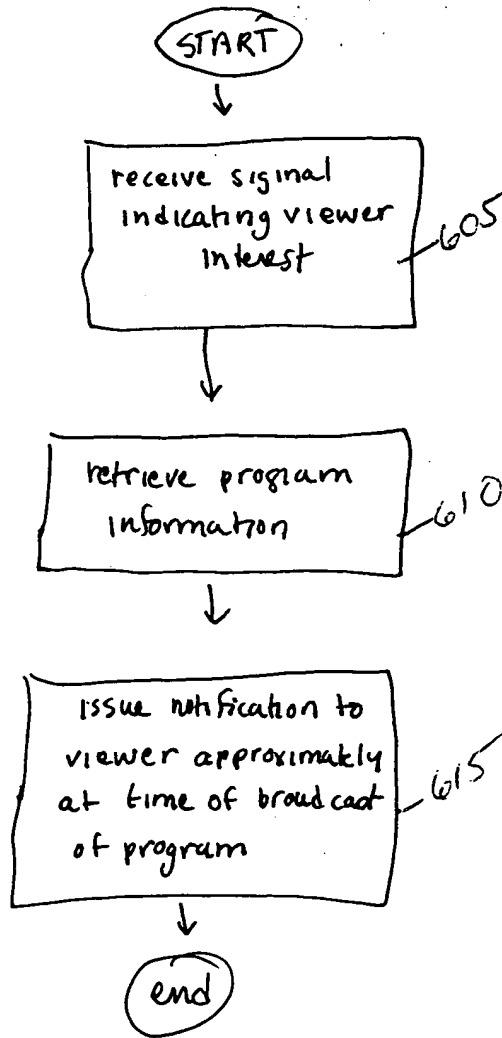 START
receive siginal
indicating viewer
interest
605
retrieve program
information
610
issue notification to
viewer approximately
at time of broadcast
of program
615
end